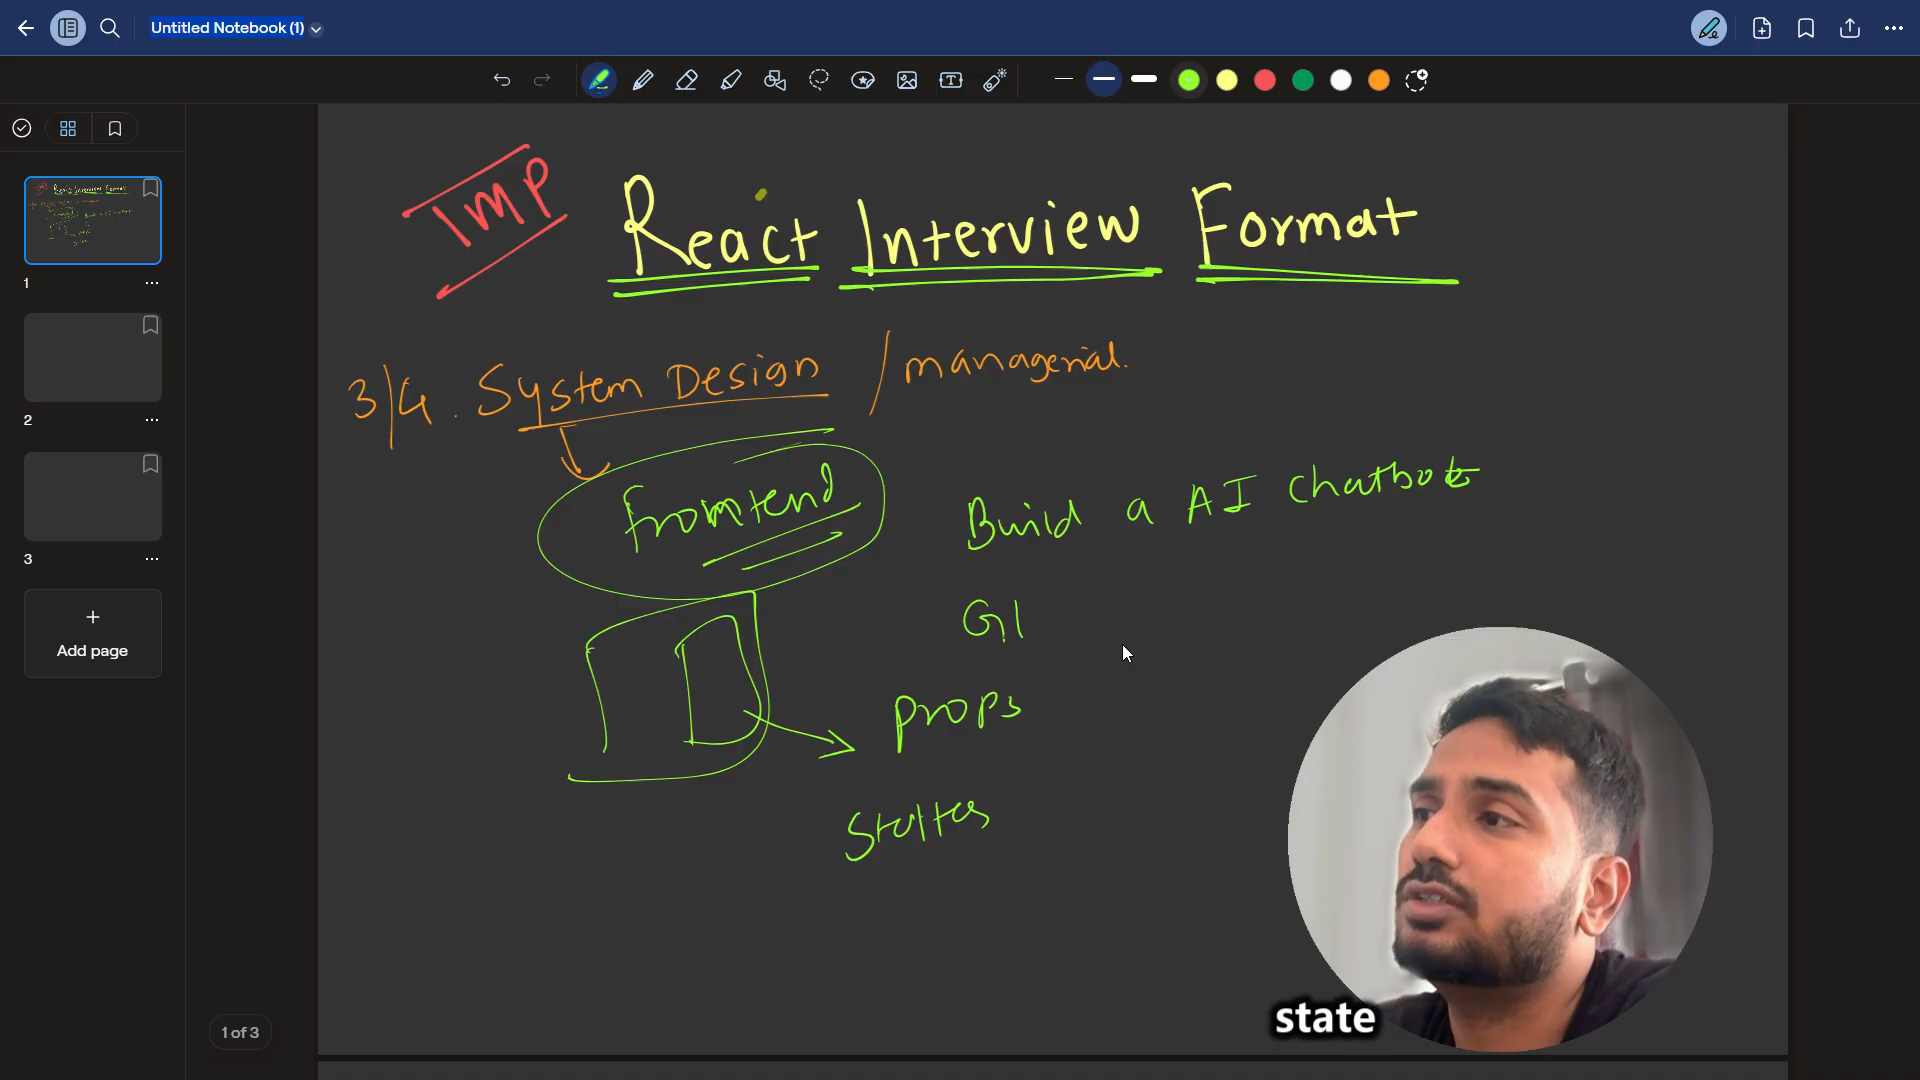 Untitled Notebook (1)
IMP
React Interview Format
3/4. System Design / managerial.
frontend
Build a AI Chatbot
GI
Props
States
1
2
3
Add page
1 of 3
state